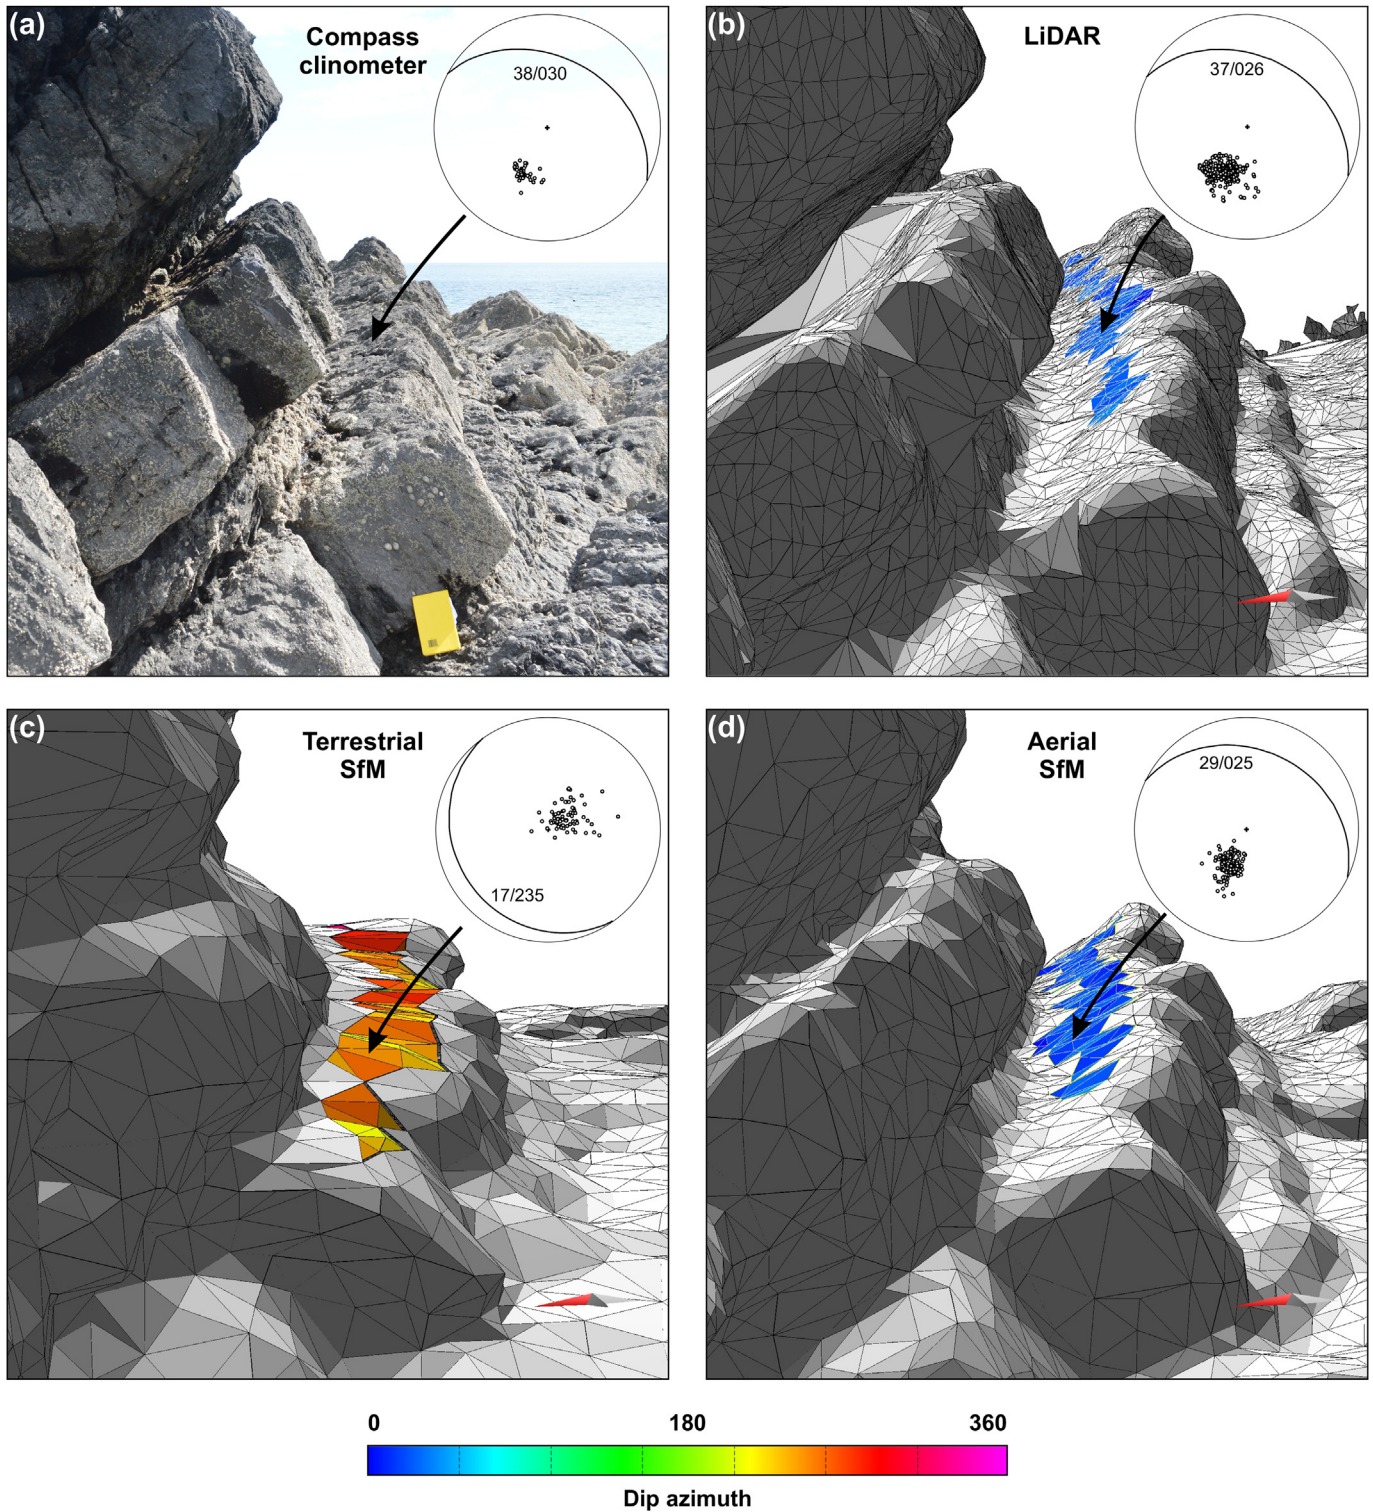 (a)
Compass
clinometer
38/030
(b)
LiDAR
37/026
(c)
Terrestrial
SfM
17/235
(d)
Aerial
SfM
29/025
0 180 360
Dip azimuth